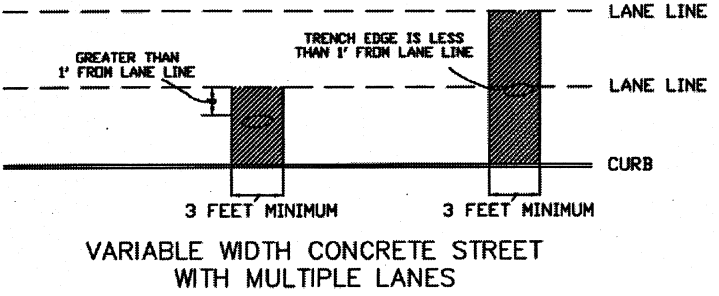 LANE LINE
TRENCH EDGE IS LESS
THAN 1' FROM LANE LINE
GREATER THAN
1' FROM LANE LINE
LANE LINE
CURB
3 FEET MINIMUM
3 FEET MINIMUM
VARIABLE WIDTH CONCRETE STREET
WITH MULTIPLE LANES